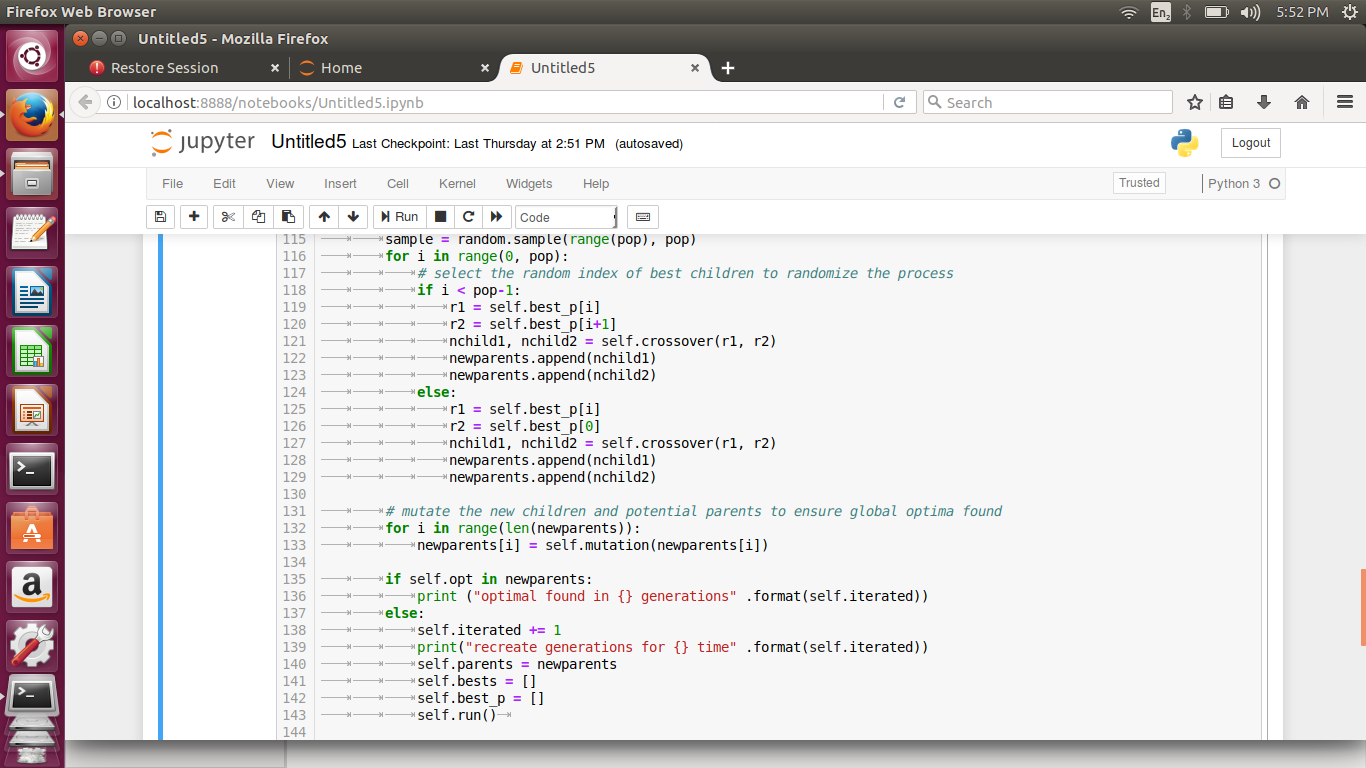 Firefox Web Browser
En2
5:52 PM
Untitled5 - Mozilla Firefox
Restore Session
Home
Untitled5
localhost:8888/notebooks/Untitled5.ipynb
Search
jupyter
Untitled5 Last Checkpoint: Last Thursday at 2:51 PM (autosaved)
Logout
File Edit View Insert Cell Kernel Widgets Help
Trusted
Python 3
Run
Code
115 sample = random.sample(range(pop), pop)
116 for i in range(0, pop):
117 # select the random index of best children to randomize the process
118 if i < pop-1:
119 r1 = self.best_p[i]
120 r2 = self.best_p[i+1]
121 nchild1, nchild2 = self.crossover(r1, r2)
122 newparents.append(nchild1)
123 newparents.append(nchild2)
124 else:
125 r1 = self.best_p[i]
126 r2 = self.best_p[0]
127 nchild1, nchild2 = self.crossover(r1, r2)
128 newparents.append(nchild1)
129 newparents.append(nchild2)
130
131 # mutate the new children and potential parents to ensure global optima found
132 for i in range(len(newparents)):
133 newparents[i] = self.mutation(newparents[i])
134
135 if self.opt in newparents:
136 print ("optimal found in {} generations" .format(self.iterated))
137 else:
138 self.iterated += 1
139 print("recreate generations for {} time" .format(self.iterated))
140 self.parents = newparents
141 self.bests = []
142 self.best_p = []
143 self.run()
144